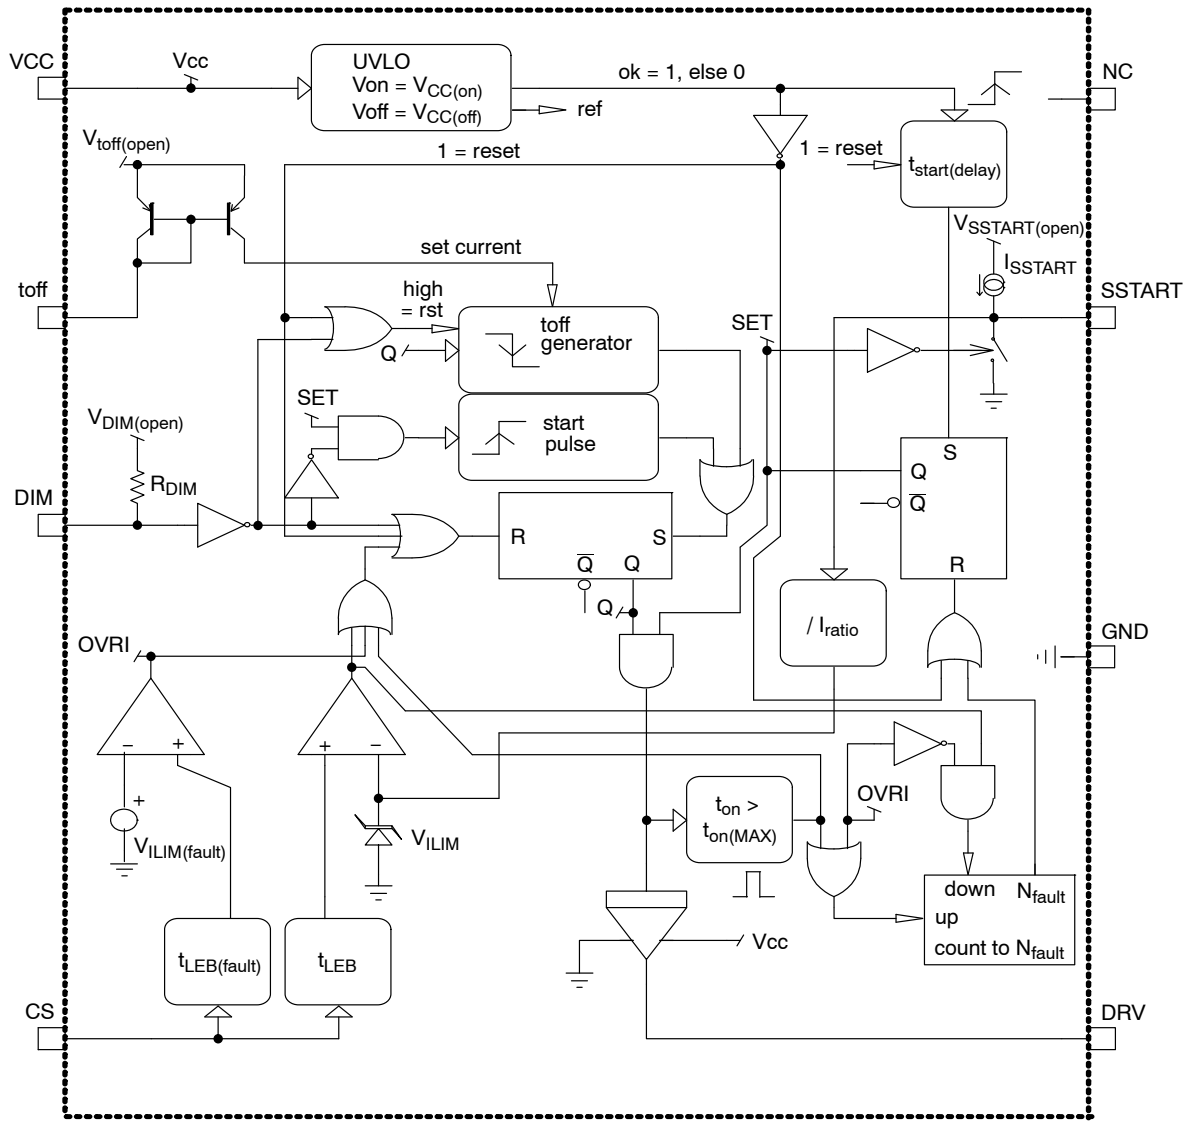 VCC
Vcc
UVLO
Von = VCC(on)
Voff = VCC(off)
ok = 1, else 0
ref
NC
Vtoff(open)
1 = reset
1 = reset
tstart(delay)
VSSTART(open)
ISSTART
set current
toff
high
= rst
Q
toff
generator
SET
SSTART
VDIM(open)
RDIM
SET
start
pulse
DIM
S
Q
Q
R
R
S
Q
Q
Q
/ Iratio
OVRI
GND
−
+
+
−
+
VILIM(fault)
VILIM
ton >
ton(MAX)
OVRI
down
Nfault
up
count to Nfault
Vcc
tLEB(fault)
tLEB
CS
DRV